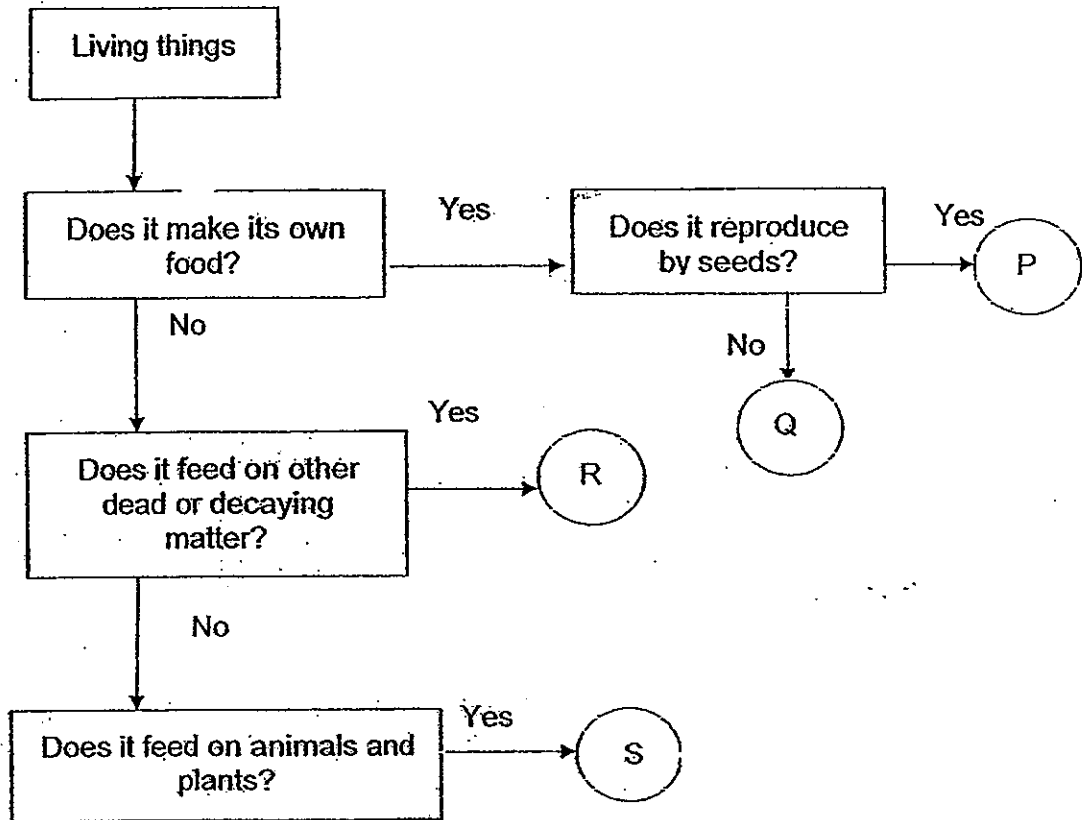 Living things
Does it make its own
food?
Yes
Does it reproduce
by seeds?
Yes
P
No
No
Q
Yes
Does it feed on other
dead or decaying
matter?
R
No
Does it feed on animals and
plants?
Yes
S